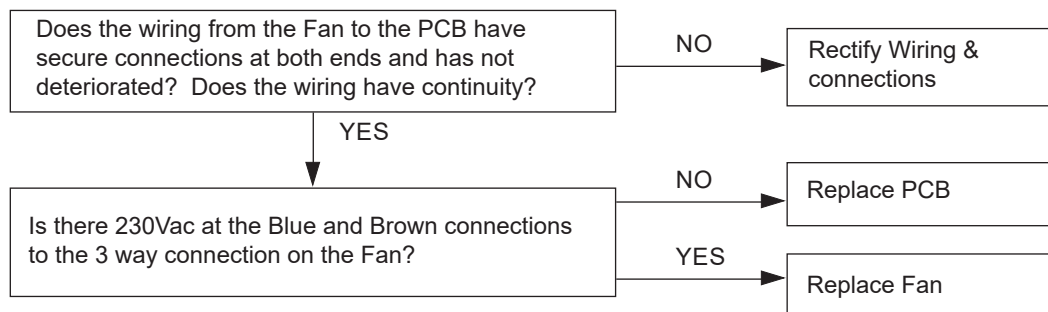 Does the wiring from the Fan to the PCB have
secure connections at both ends and has not
deteriorated?  Does the wiring have continuity?
NO
Rectify Wiring &
connections
YES
Is there 230Vac at the Blue and Brown connections
to the 3 way connection on the Fan?
NO
Replace PCB
YES
Replace Fan